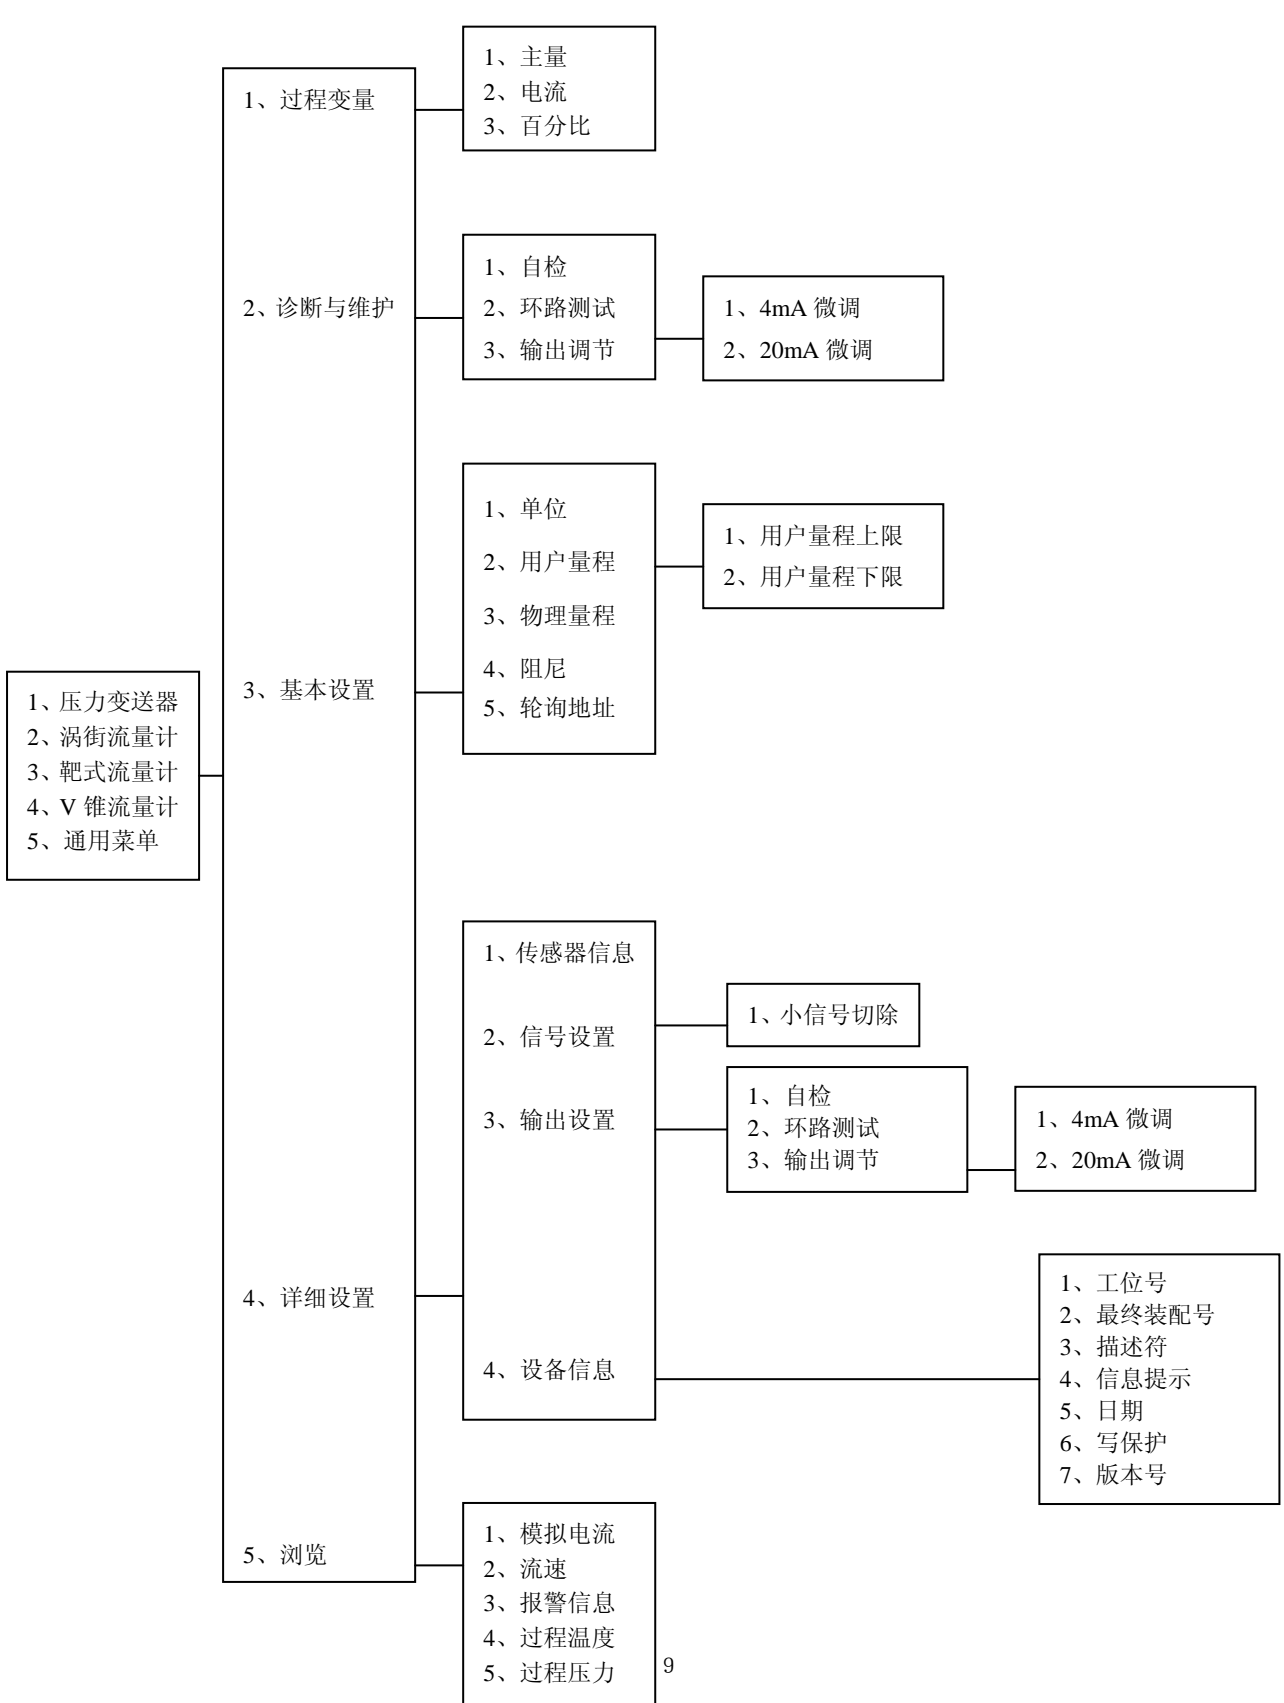 1、主量
2、电流
3、百分比
1、过程变量
1、自检
2、环路测试
3、输出调节
2、诊断与维护
1、4mA 微调
2、20mA 微调
1、单位
2、用户量程
3、物理量程
4、阻尼
5、轮询地址
1、用户量程上限
2、用户量程下限
3、基本设置
1、压力变送器
2、涡街流量计
3、靶式流量计
4、V 锥流量计
5、通用菜单
1、传感器信息
2、信号设置
3、输出设置
4、设备信息
1、小信号切除
1、自检
2、环路测试
3、输出调节
1、4mA 微调
2、20mA 微调
4、详细设置
1、工位号
2、最终装配号
3、描述符
4、信息提示
5、日期
6、写保护
7、版本号
5、浏览
1、模拟电流
2、流速
3、报警信息
4、过程温度
5、过程压力
9